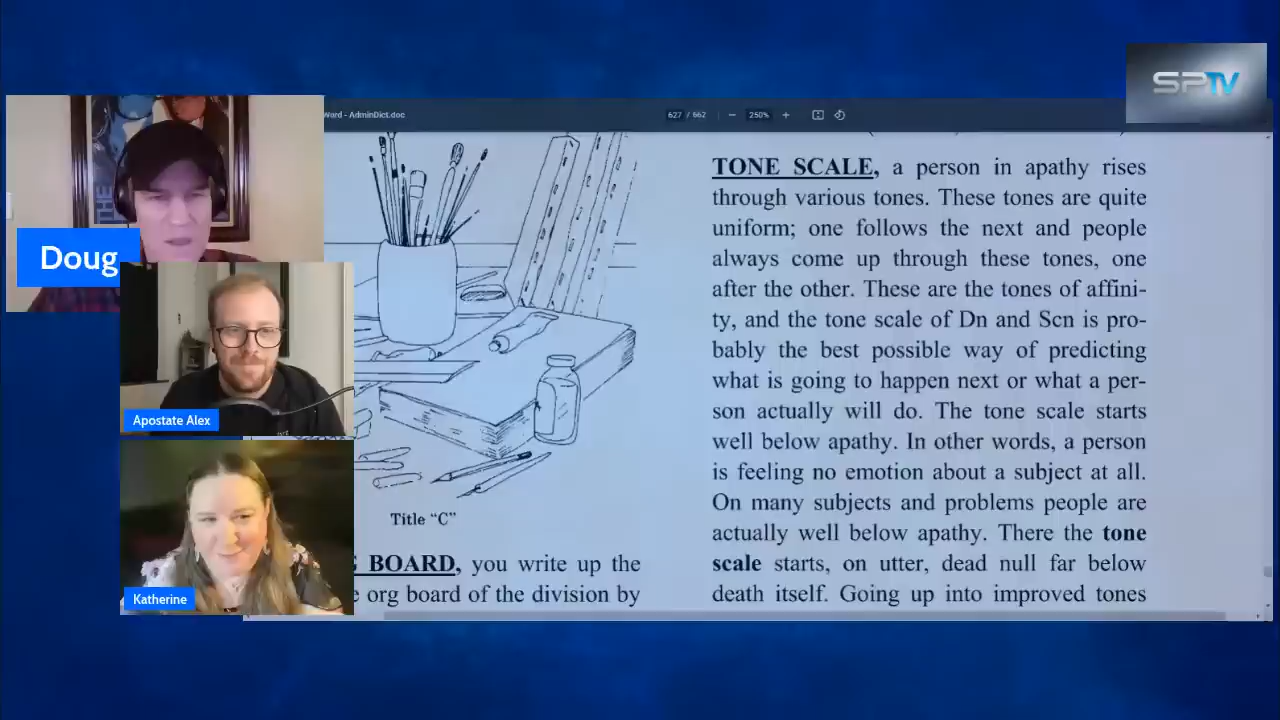 SPTV
Word - AdminDict.doc
627 / 662
250%
THE
Doug
Apostate Alex
Katherine
Title “C”
BOARD, you write up the
org board of the division by
TONE SCALE, a person in apathy rises
through various tones. These tones are quite
uniform; one follows the next and people
always come up through these tones, one
after the other. These are the tones of affini-
ty, and the tone scale of Dn and Scn is pro-
bably the best possible way of predicting
what is going to happen next or what a per-
son actually will do. The tone scale starts
well below apathy. In other words, a person
is feeling no emotion about a subject at all.
On many subjects and problems people are
actually well below apathy. There the tone
scale starts, on utter, dead null far below
death itself. Going up into improved tones